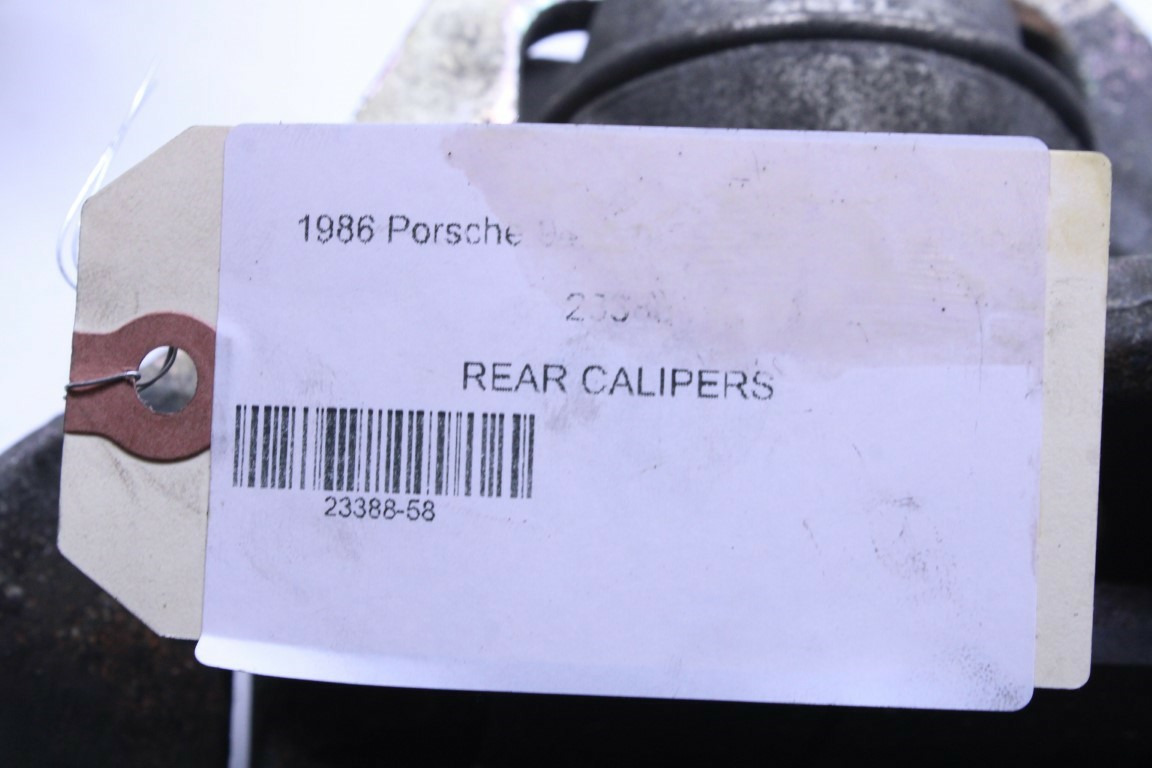 1986 Porsche
REAR CALIPERS
23388-58